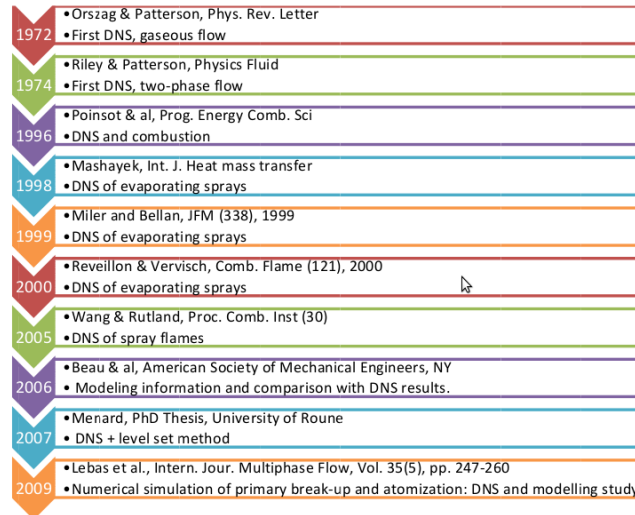 1972
•Orszag & Patterson, Phys. Rev. Letter
•First DNS, gaseous flow
1974
•Riley & Patterson, Physics Fluid
•First DNS, two-phase flow
1996
•Poinsot & al, Prog. Energy Comb. Sci
•DNS and combustion
1998
•Mashayek, Int. J. Heat mass transfer
•DNS of evaporating sprays
1999
•Miler and Bellan, JFM (338), 1999
•DNS of evaporating sprays
2000
•Reveillon & Vervisch, Comb. Flame (121), 2000
•DNS of evaporating sprays
2005
•Wang & Rutland, Proc. Comb. Inst (30)
•DNS of spray flames
2006
•Beau & al, American Society of Mechanical Engineers, NY
• Modeling information and comparison with DNS results.
2007
•Menard, PhD Thesis, University of Roune
• DNS + level set method
2009
•Lebas et al., Intern. Jour. Multiphase Flow, Vol. 35(5), pp. 247-260
•Numerical simulation of primary break-up and atomization: DNS and modelling study